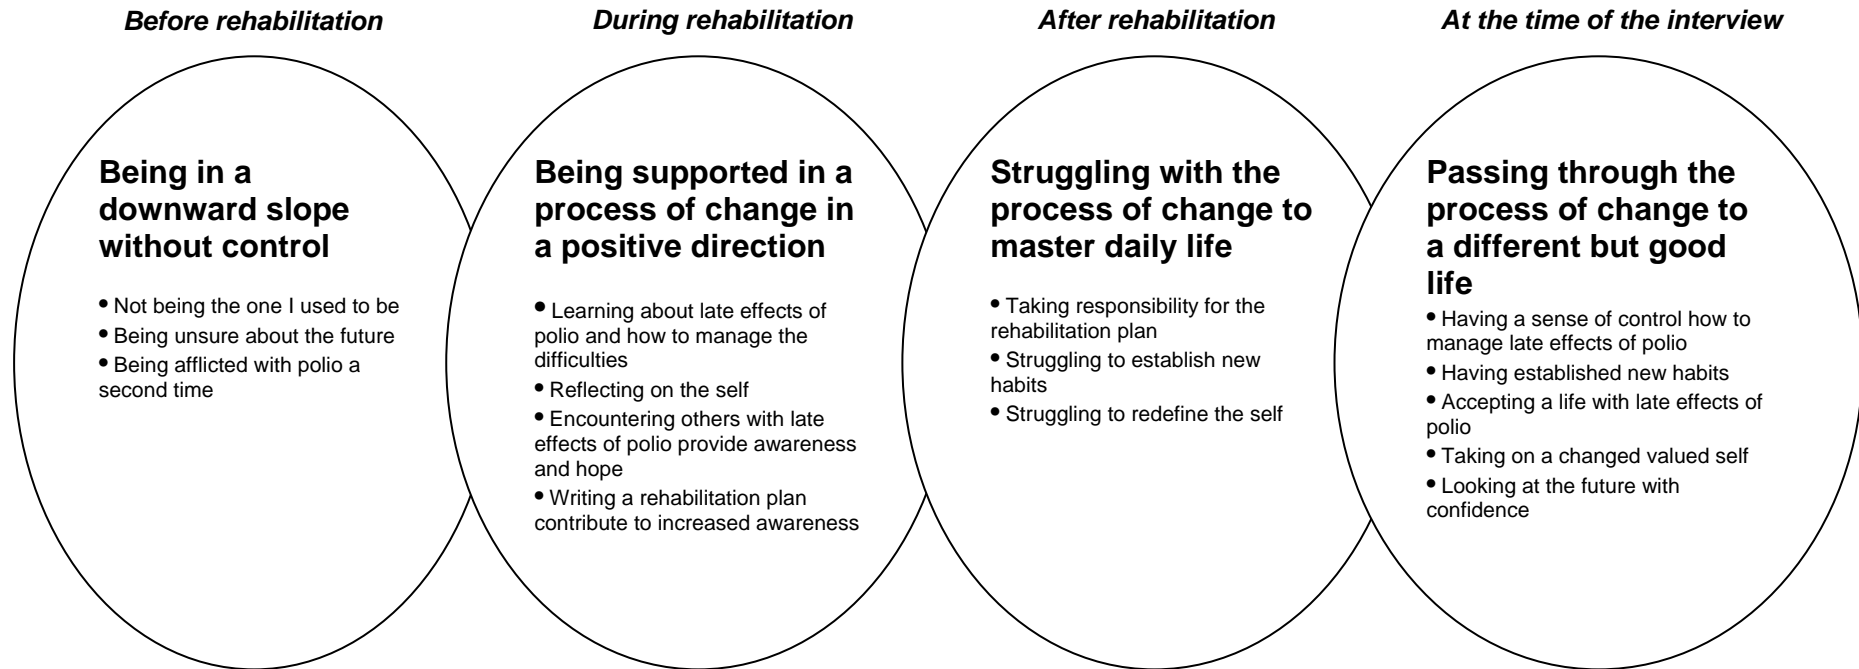 Before rehabilitation
During rehabilitation
After rehabilitation
At the time of the interview
Being in a
downward slope
without control
• Not being the one I used to be
• Being unsure about the future
• Being afflicted with polio a
second time
Being supported in a
process of change in
a positive direction
• Learning about late effects of
polio and how to manage the
difficulties
• Reflecting on the self
• Encountering others with late
effects of polio provide awareness
and hope
• Writing a rehabilitation plan
contribute to increased awareness
Struggling with the
process of change to
master daily life
• Taking responsibility for the
rehabilitation plan
• Struggling to establish new
habits
• Struggling to redefine the self
Passing through the
process of change to
a different but good
life
• Having a sense of control how to
manage late effects of polio
• Having established new habits
• Accepting a life with late effects of
polio
• Taking on a changed valued self
• Looking at the future with
confidence